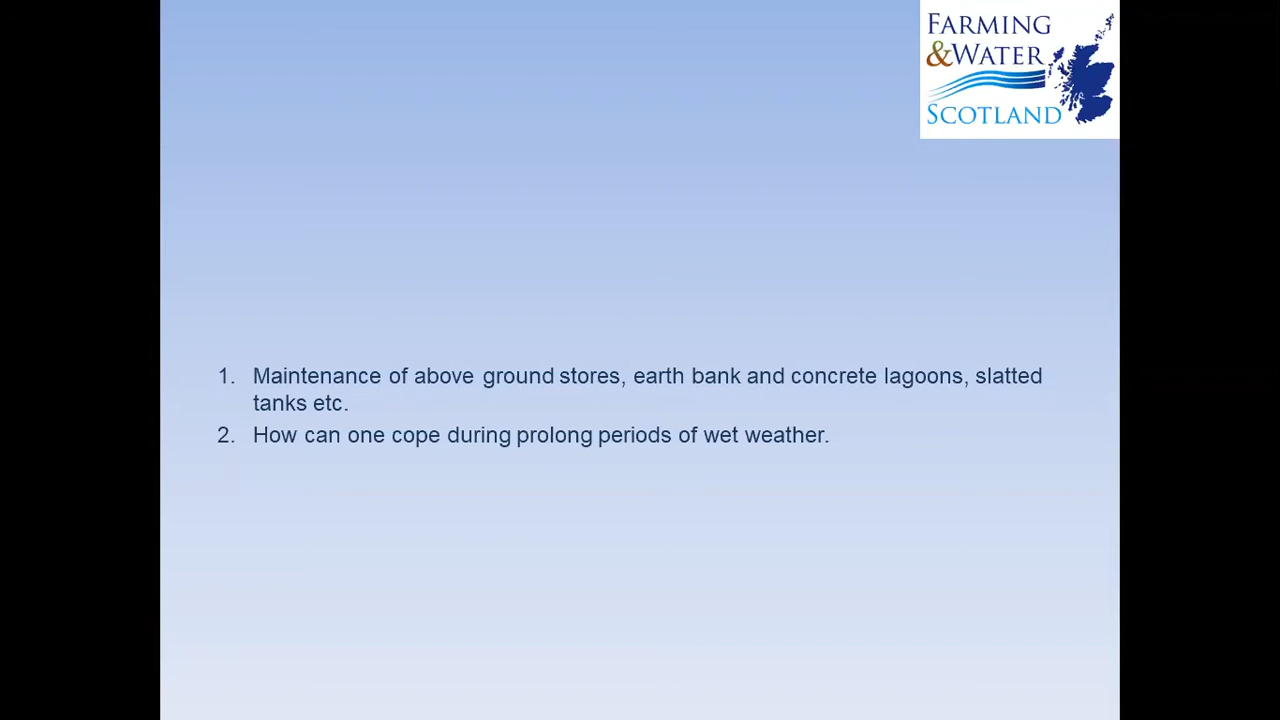 FARMING
&WATER
SCOTLAND
1. Maintenance of above ground stores, earth bank and concrete lagoons, slatted
tanks etc.
2. How can one cope during prolong periods of wet weather.